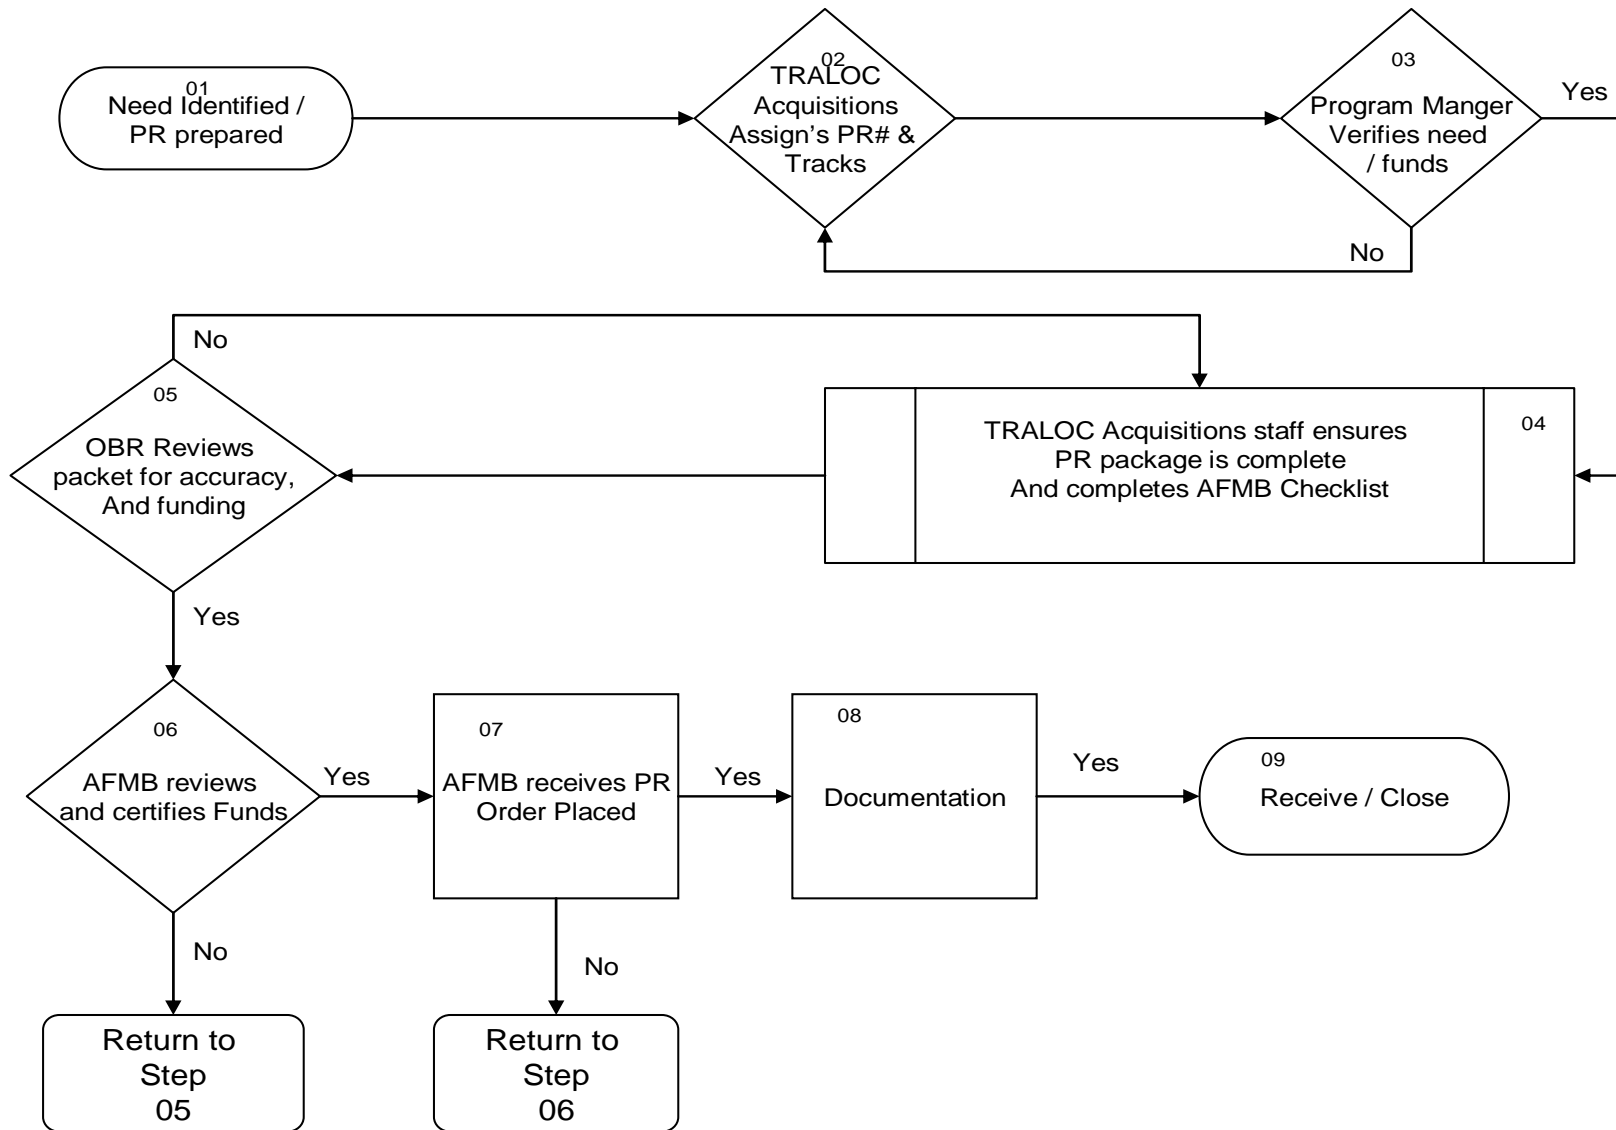 01
Need Identified /
PR prepared
02
TRALOC
Acquisitions
Assign's PR# &
Tracks
03
Program Manger
Verifies need
/ funds
Yes
No
No
05
OBR Reviews
packet for accuracy,
And funding
TRALOC Acquisitions staff ensures
PR package is complete
And completes AFMB Checklist
04
Yes
06
AFMB reviews
and certifies Funds
Yes
07
AFMB receives PR
Order Placed
Yes
08
Documentation
Yes
09
Receive / Close
No
No
Return to
Step
05
Return to
Step
06